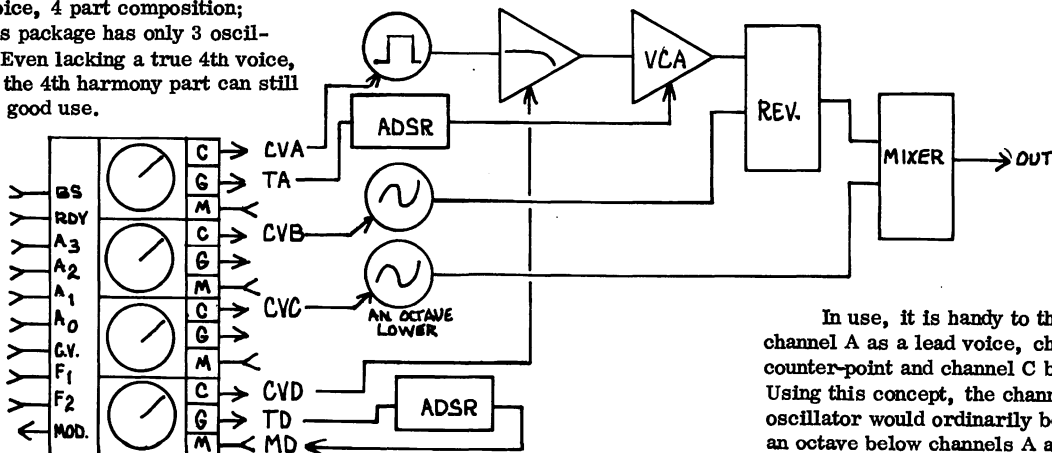 oice, 4 part composition;
s package has only 3 oscil-
Even lacking a true 4th voice,
the 4th harmony part can still
good use.
VCA
REV.
MIXER
OUT
ADSR
BS
RDY
A3
A2
A1
A0
C.V.
F1
F2
MOD.
C
G
M
C
G
M
C
G
M
C
G
M
CVA
TA
CVB
CVC
AN OCTAVE
LOWER
CVD
TD
MD
ADSR
In use, it is handy to th
channel A as a lead voice, ch
counter-point and channel C b
Using this concept, the chann
oscillator would ordinarily b
an octave below channels A a